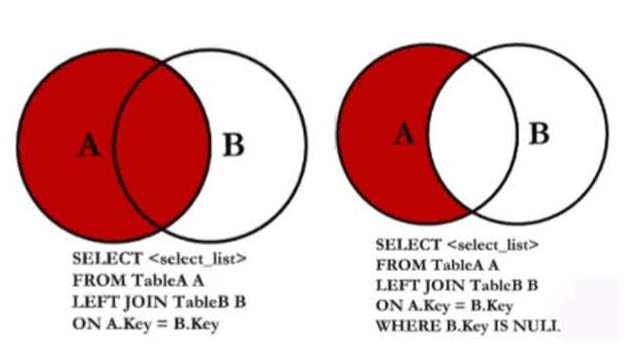 A
B
SELECT <select_list>
FROM TableA A
LEFT JOIN TableB B
ON A.Key = B.Key
A
B
SELECT <select_list>
FROM TableA A
LEFT JOIN TableB B
ON A.Key = B.Key
WHERE B.Key IS NULL